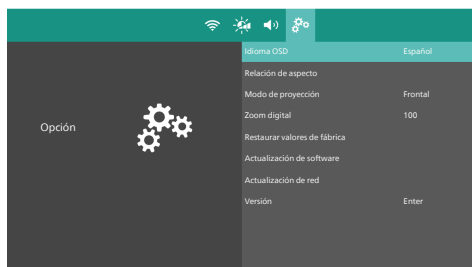 Opción
Idioma OSD Español
Relación de aspecto
Modo de proyección Frontal
Zoom digital 100
Restaurar valores de fábrica
Actualización de software
Actualización de red
Versión Enter